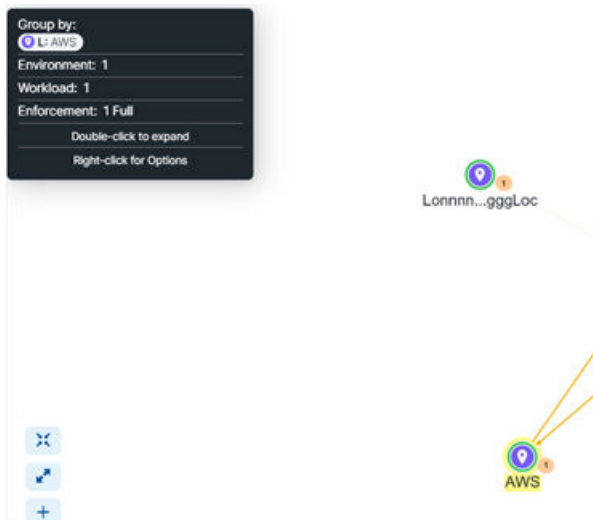 Group by:
L: AWS
Environment: 1
Workload: 1
Enforcement: 1 Full
Double-click to expand
Right-click for Options
1
Lonnnn...gggLoc
1
AWS